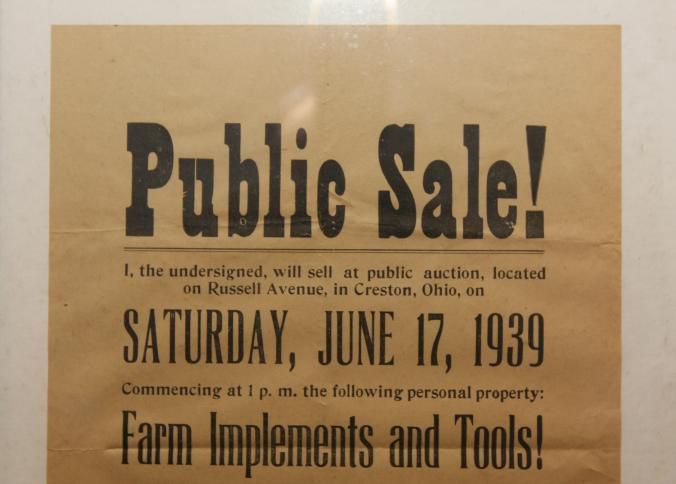 Public Sale!
I, the undersigned, will sell at public auction, located
on Russell Avenue, in Creston, Ohio, on
SATURDAY, JUNE 17, 1939
Commencing at 1 p. m. the following personal property:
Farm Implements and Tools!